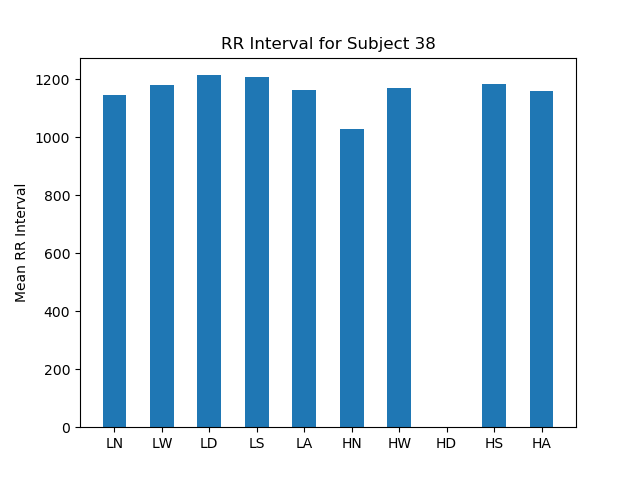 RR Interval for Subject 38
Mean RR Interval
1200
1000
800
600
400
200
0
LN LW LD LS LA HN HW HD HS HA